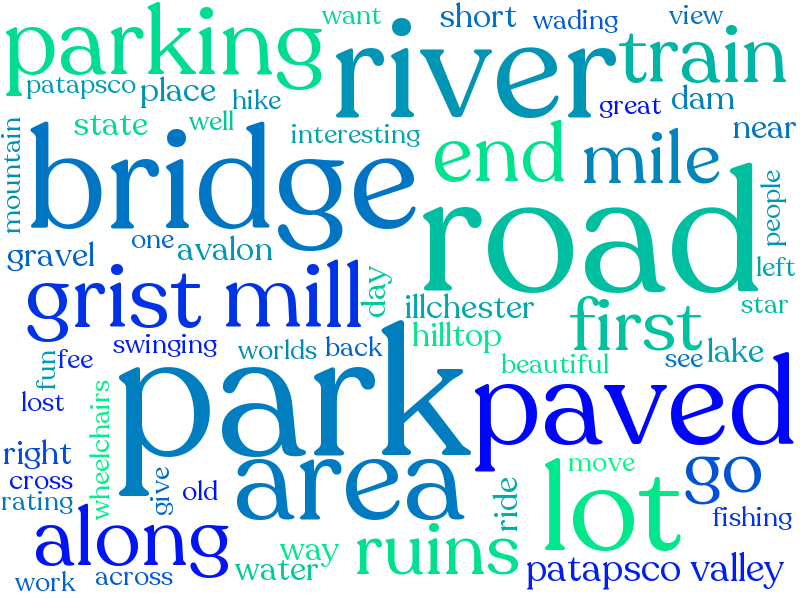 want short wading view
parking river train
patapsco place hike great dam
state well interesting near
mountain bridge end mile people
road
gravel one avalon left
grist mill day illchester first star
swinging hilltop
fun fee worlds back beautiful see lake
lost park paved
wheelchairs
right area move go
cross give old ride lot
rating fishing
along way ruins
water patapsco valley
work across